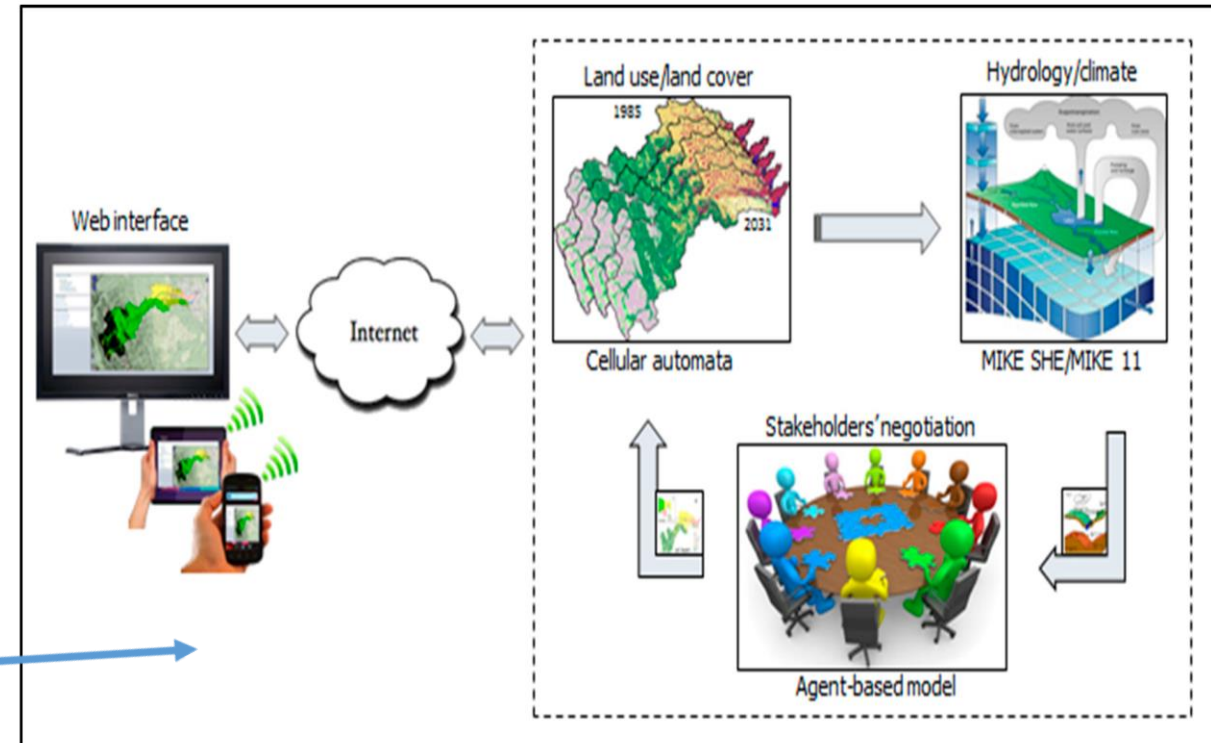 Web interface
Internet
Land use/land cover
1985
2031
Cellular automata
Hydrology/climate
MIKE SHE/MIKE 11
Stakeholders' negotiation
Agent-based model